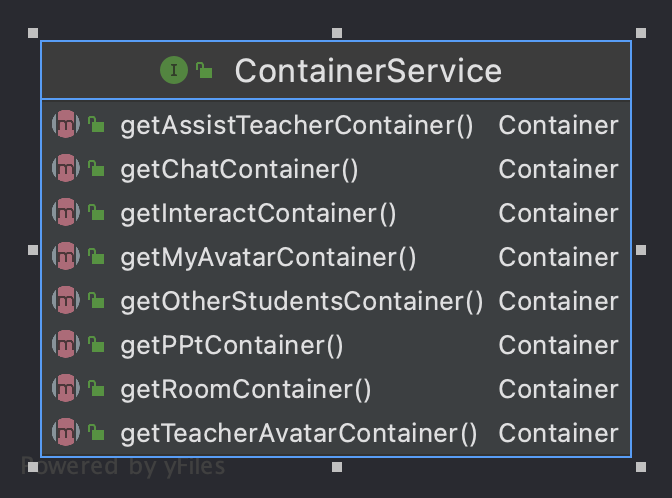 I ContainerService
m getAssistTeacherContainer() Container
m getChatContainer() Container
m getInteractContainer() Container
m getMyAvatarContainer() Container
m getOtherStudentsContainer() Container
m getPPtContainer() Container
m getRoomContainer() Container
m getTeacherAvatarContainer() Container
Powered by yFiles